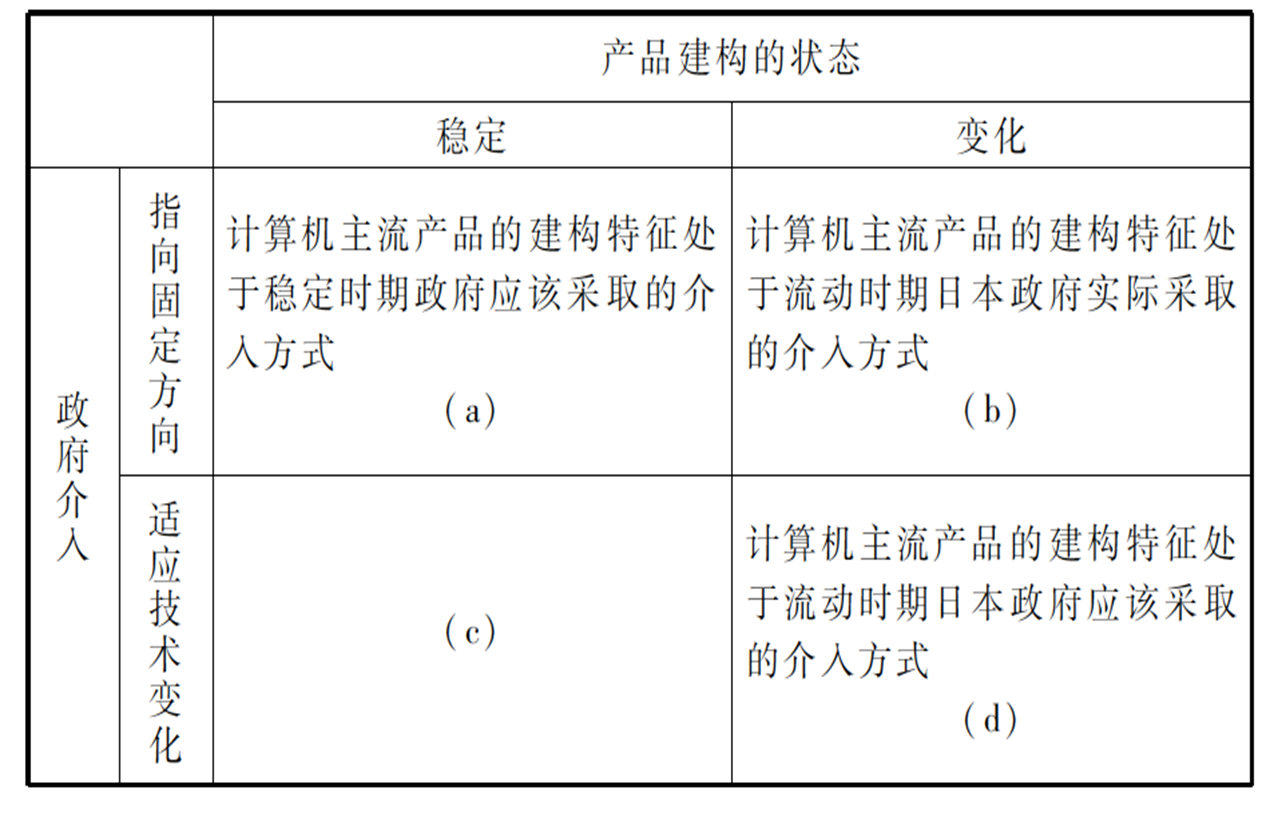 产品建构的状态
稳定
变化
政府介入
指向固定方向
计算机主流产品的建构特征处
于稳定时期政府应该采取的介
入方式
(a)
计算机主流产品的建构特征处
于流动时期日本政府实际采取
的介入方式
(b)
适应技术变化
(c)
计算机主流产品的建构特征处
于流动时期日本政府应该采取
的介入方式
(d)